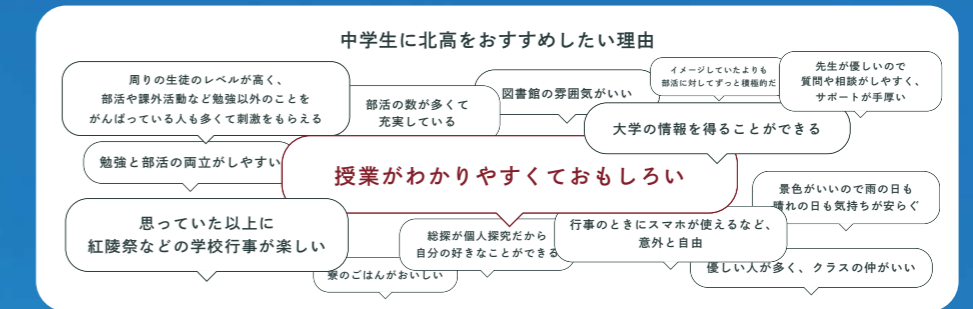 中学生に北高をおすすめしたい理由
周りの生徒のレベルが高く、
部活や課外活動など勉強以外のことを
がんばっている人も多くて刺激をもらえる
部活の数が多くて
充実している
図書館の雰囲気がいい
イメージしていたよりも
部活に対してずっと積極的だ
先生が優しいので
質問や相談がしやすく、
サポートが手厚い
大学の情報を得ることができる
勉強と部活の両立がしやすい
授業がわかりやすくておもしろい
景色がいいので雨の日も
晴れの日も気持ちが安らぐ
思っていた以上に
紅陵祭などの学校行事が楽しい
総探が個人探究だから
自分の好きなことができる
行事のときにスマホが使えるなど、
意外と自由
寮のごはんがおいしい
優しい人が多く、クラスの仲がいい